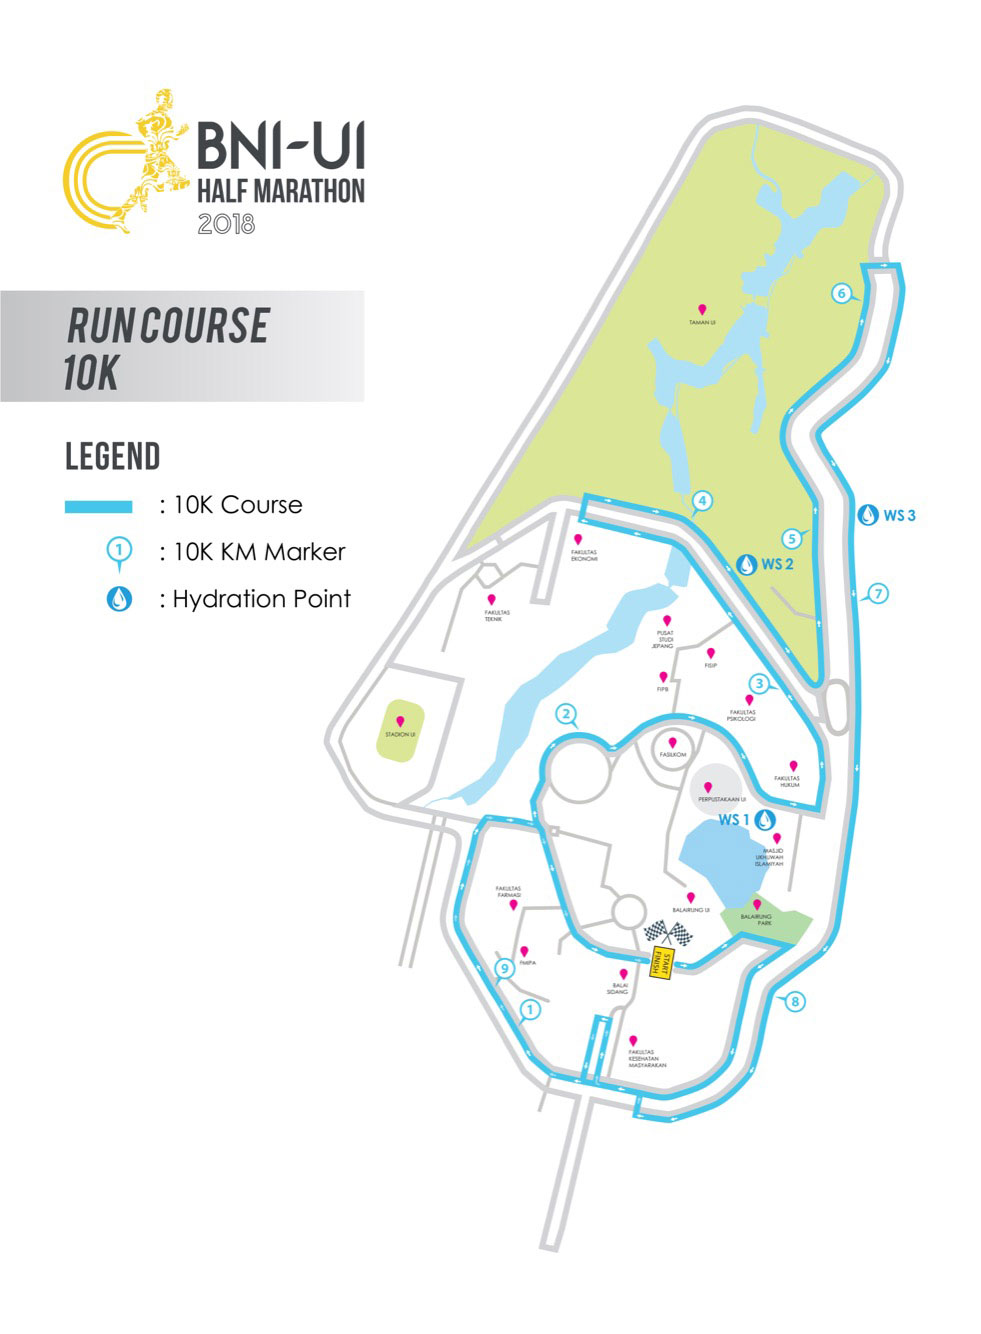 BNI-UI
HALF MARATHON
2018
RUN COURSE
10K
LEGEND
: 10K Course
1
: 10K KM Marker
: Hydration Point
6
TAMAN UI
4
WS 3
5
WS 2
FAKULTAS
EKONOMI
7
FAKULTAS
TEKNIK
PUSAT
STUDI
JEPANG
FISIP
FIPB
3
FAKULTAS
PSIKOLOGI
2
STADION UI
FASILKOM
FAKULTAS
HUKUM
PERPUSTAKAAN UI
WS 1
MASJID
UKHUWAH
ISLAMIYAH
FAKULTAS
FARMASI
BALAIRUNG UI
BALAIRUNG
PARK
START
FINISH
FMIPA
9
BALAI
SIDANG
8
1
FAKULTAS
KESEHATAN
MASYARAKAN